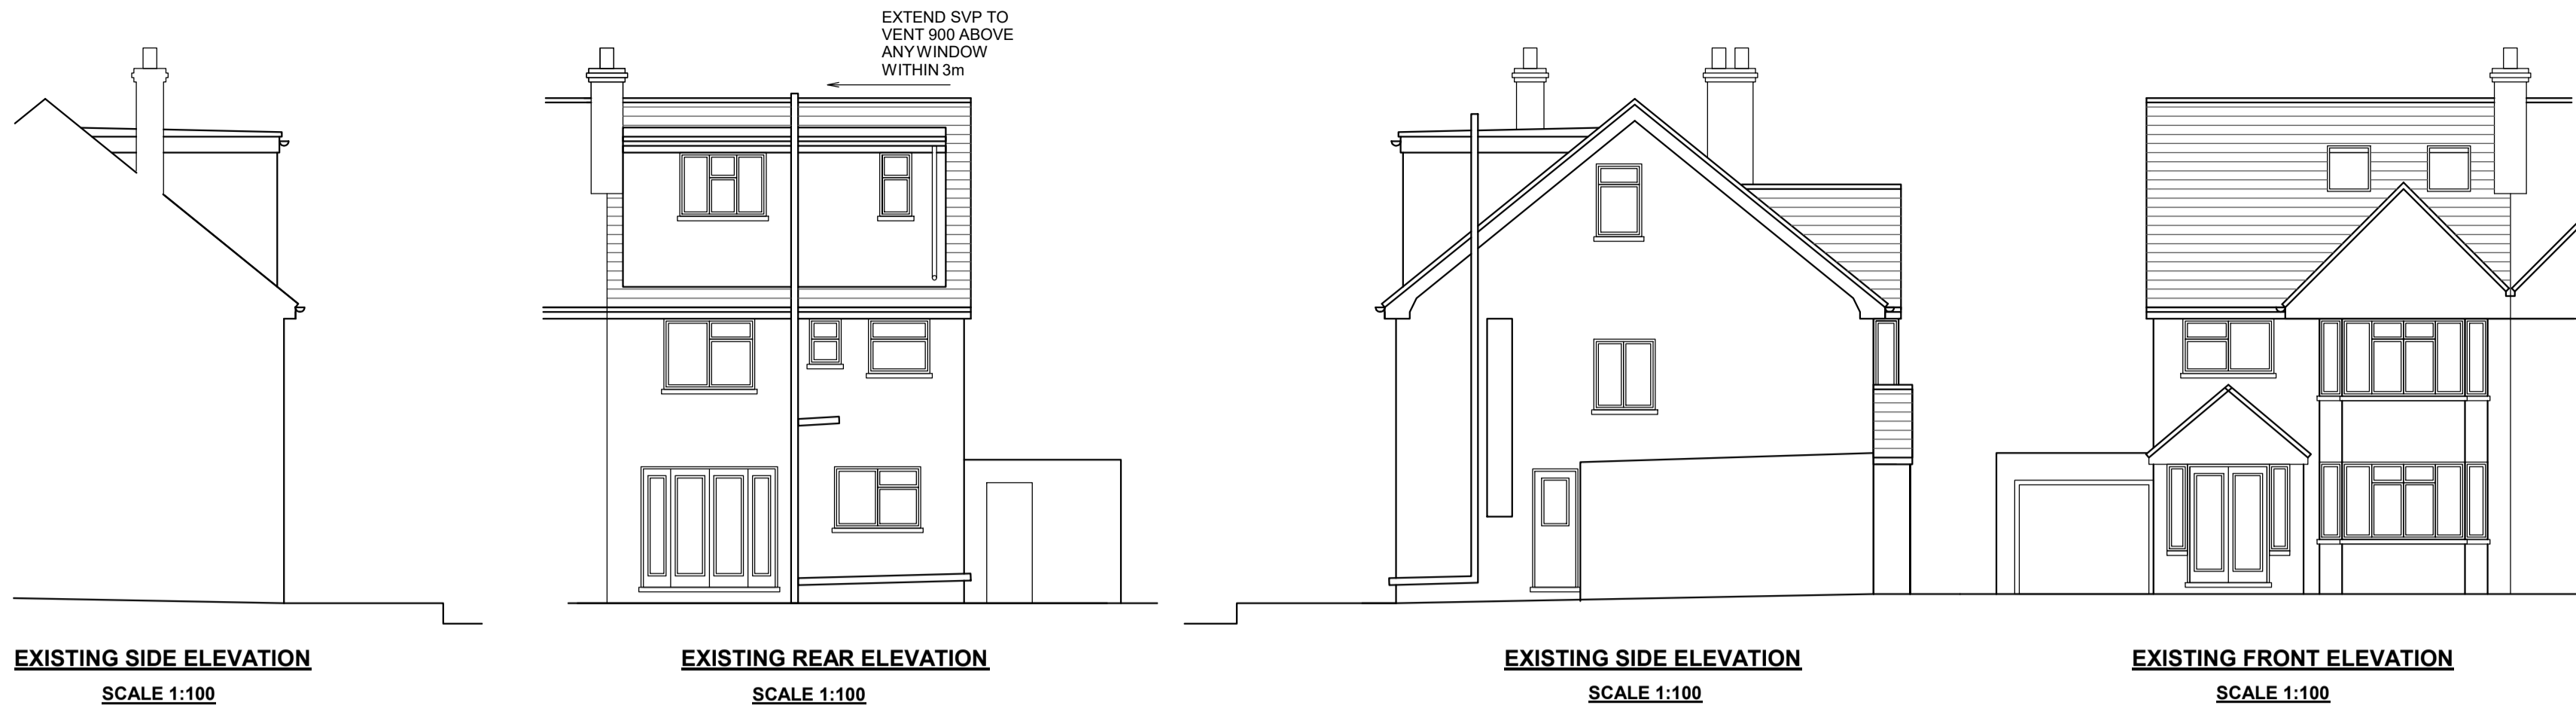 EXTEND SVP TO
VENT 900 ABOVE
ANY WINDOW
WITHIN 3m
EXISTING SIDE ELEVATION
SCALE 1:100
EXISTING REAR ELEVATION
SCALE 1:100
EXISTING SIDE ELEVATION
SCALE 1:100
EXISTING FRONT ELEVATION
SCALE 1:100